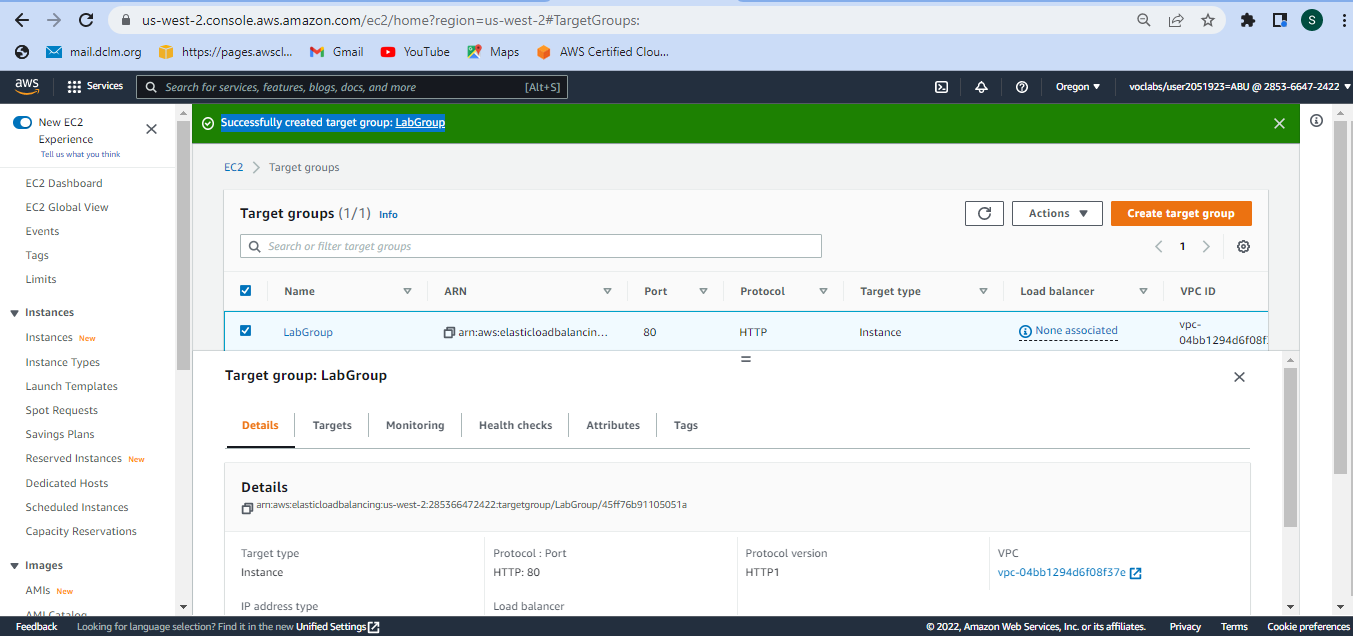 us-west-2.console.aws.amazon.com/ec2/home?region=us-west-2#TargetGroups:
S
mail.dclm.org
https://pages.awscl...
Gmail
YouTube
Maps
AWS Certified Clou...
aws
Services
Search for services, features, blogs, docs, and more
[Alt+S]
Oregon
voclabs/user2051923=ABU @ 2853-6647-2422
New EC2
Experience
Tell us what you think
EC2 Dashboard
EC2 Global View
Events
Tags
Limits
Instances
Instances New
Instance Types
Launch Templates
Spot Requests
Savings Plans
Reserved Instances New
Dedicated Hosts
Scheduled Instances
Capacity Reservations
Images
AMIs New
AMI Catalog
Successfully created target group: LabGroup
EC2
Target groups
Target groups (1/1) Info
Actions
Create target group
Search or filter target groups
1
Name
ARN
Port
Protocol
Target type
Load balancer
VPC ID
LabGroup
arn:aws:elasticloadbalancin...
80
HTTP
Instance
None associated
vpc-
04bb1294d6f08f
Target group: LabGroup
Details
Targets
Monitoring
Health checks
Attributes
Tags
Details
arn:aws:elasticloadbalancing:us-west-2:285366472422:targetgroup/LabGroup/45ff76b91105051a
Target type
Instance
Protocol : Port
HTTP: 80
Protocol version
HTTP1
VPC
vpc-04bb1294d6f08f37e
IP address type
Load balancer
Feedback
Looking for language selection? Find it in the new Unified Settings
© 2022, Amazon Web Services, Inc. or its affiliates.
Privacy
Terms
Cookie preferences